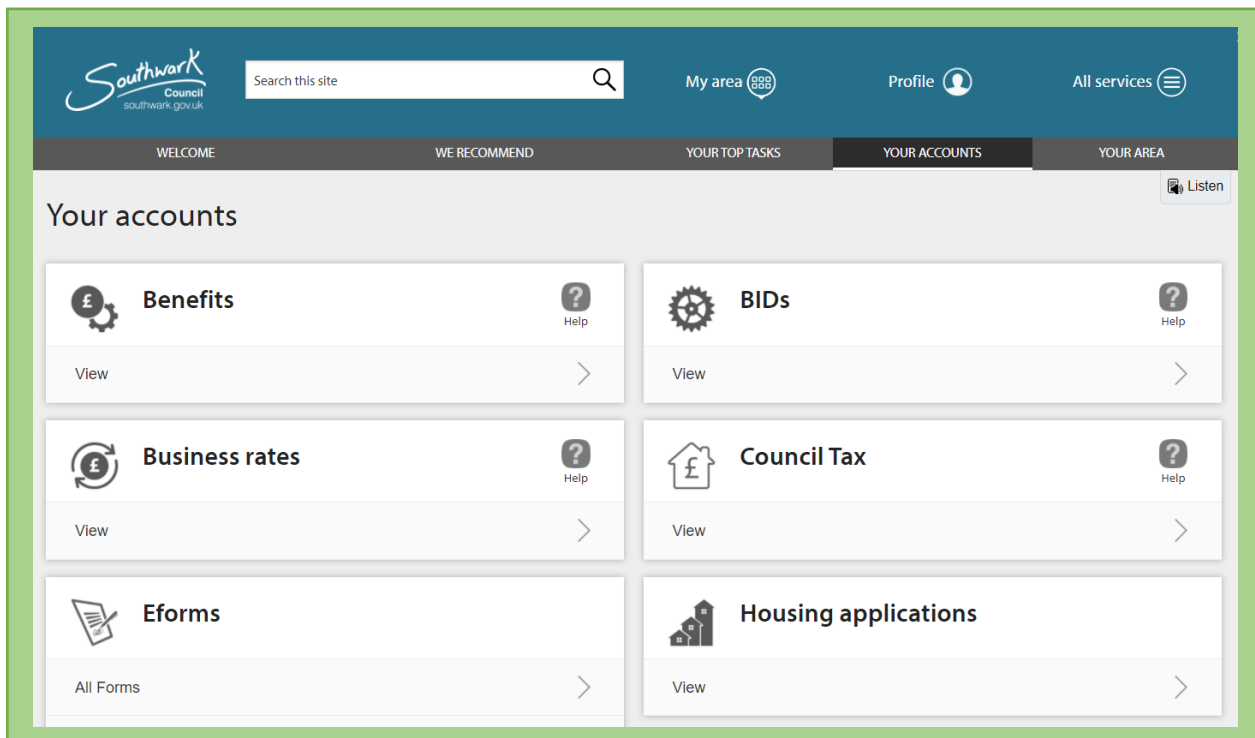 Southwark
Council
southwark.gov.uk
Search this site
My area
Profile
All services
WELCOME
WE RECOMMEND
YOUR TOP TASKS
YOUR ACCOUNTS
YOUR AREA
Listen
Your accounts
£
Benefits
?
Help
BIDs
?
Help
View
View
£
Business rates
?
Help
£
Council Tax
?
Help
View
View
Eforms
Housing applications
All Forms
View